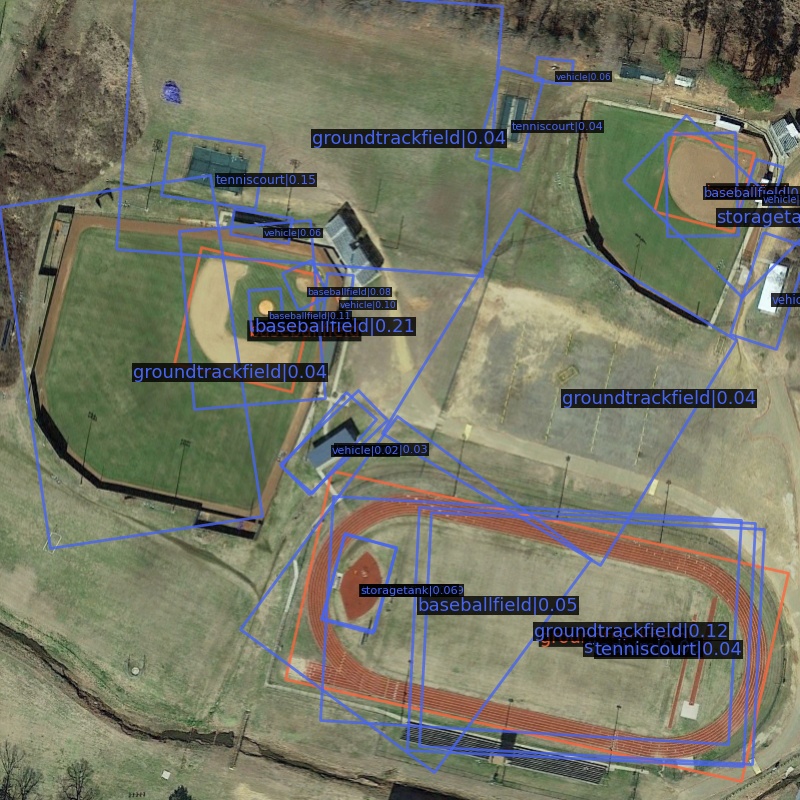 vehicle|0.06
tenniscourt|0.04
groundtrackfield|0.04
tenniscourt|0.15
baseballfield|0
vehicle
storageta
vehicle|0.06
baseballfield|0.08
vehic
vehicle|0.10
baseballfield|0.11
baseballfield|0.21
groundtrackfield|0.04
groundtrackfield|0.04
vehicle|0.02
0.03
storagetank|0.06
baseballfield|0.05
groundtrackfield|0.12
tenniscourt|0.04